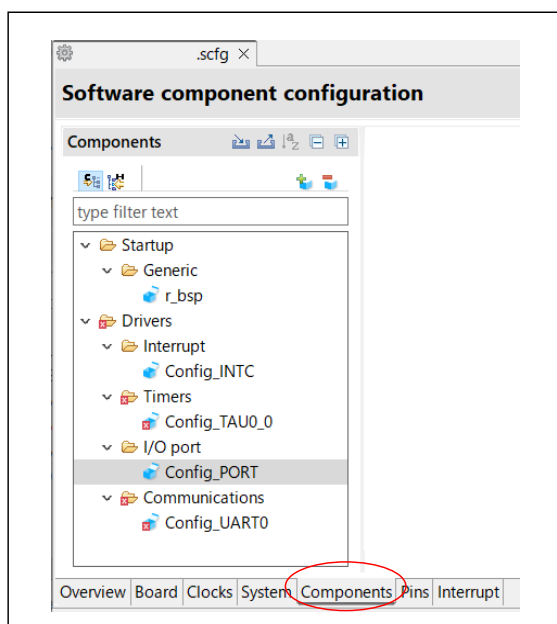 .scfg
Software component configuration
Components
type filter text
Startup
Generic
r_bsp
Drivers
Interrupt
Config_INTC
Timers
Config_TAU0_0
I/O port
Config_PORT
Communications
Config_UART0
Overview Board Clocks System Components Pins Interrupt